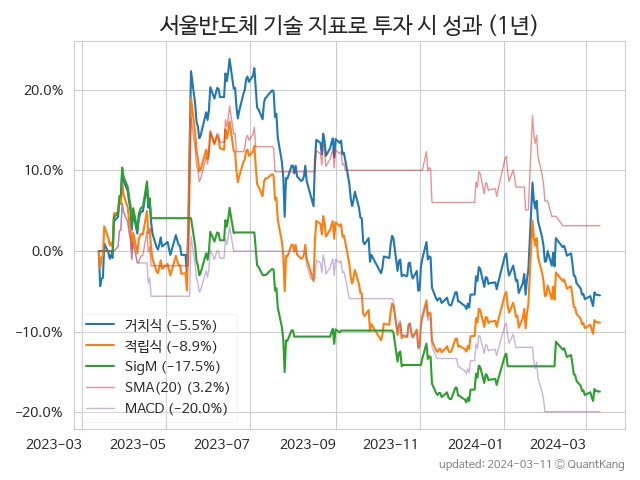 서울반도체 기술 지표로 투자 시 성과 (1년)
20.0%
10.0%
0.0%
−10.0%
−20.0%
거치식 (−5.5%)
적립식 (−8.9%)
SigM (−17.5%)
SMA(20) (3.2%)
MACD (−20.0%)
2023-03 2023-05 2023-07 2023-09 2023-11 2024-01 2024-03
updated: 2024-03-11 © QuantKang